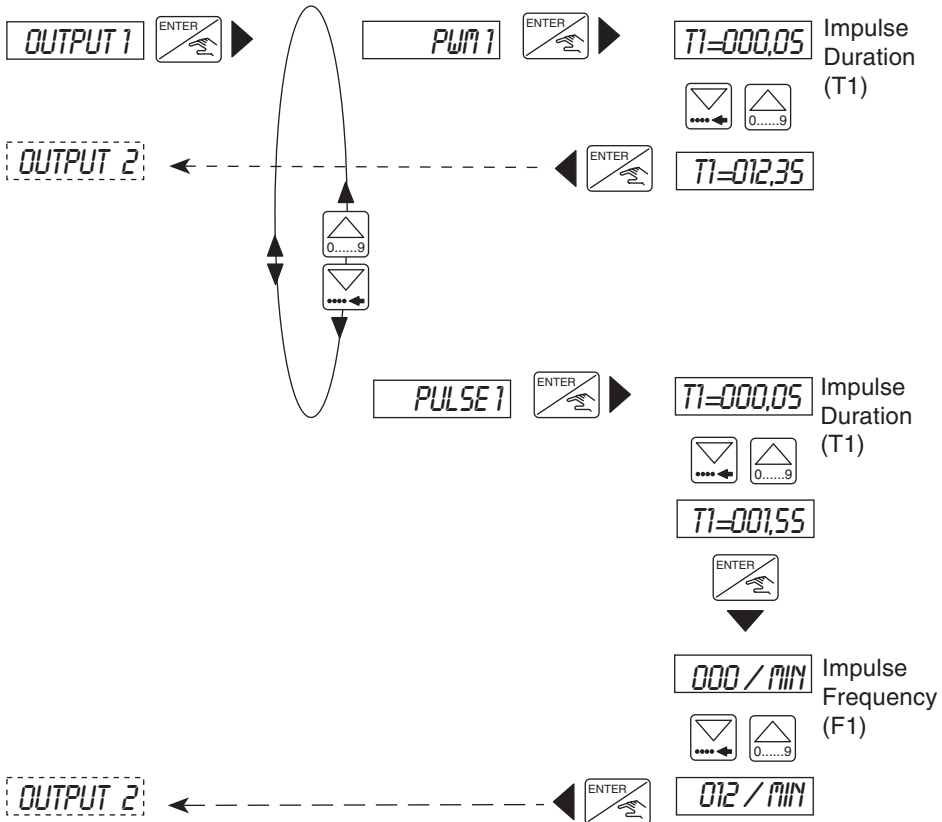 OUTPUT 1
ENTER
PWM 1
ENTER
T1=000,0S
Impulse
Duration
(T1)
0......9
OUTPUT 2
ENTER
T1=012,3S
0......9
PULSE 1
ENTER
T1=000,0S
Impulse
Duration
(T1)
0......9
T1=001,5S
ENTER
000 / MIN
Impulse
Frequency
(F1)
0......9
OUTPUT 2
ENTER
012 / MIN